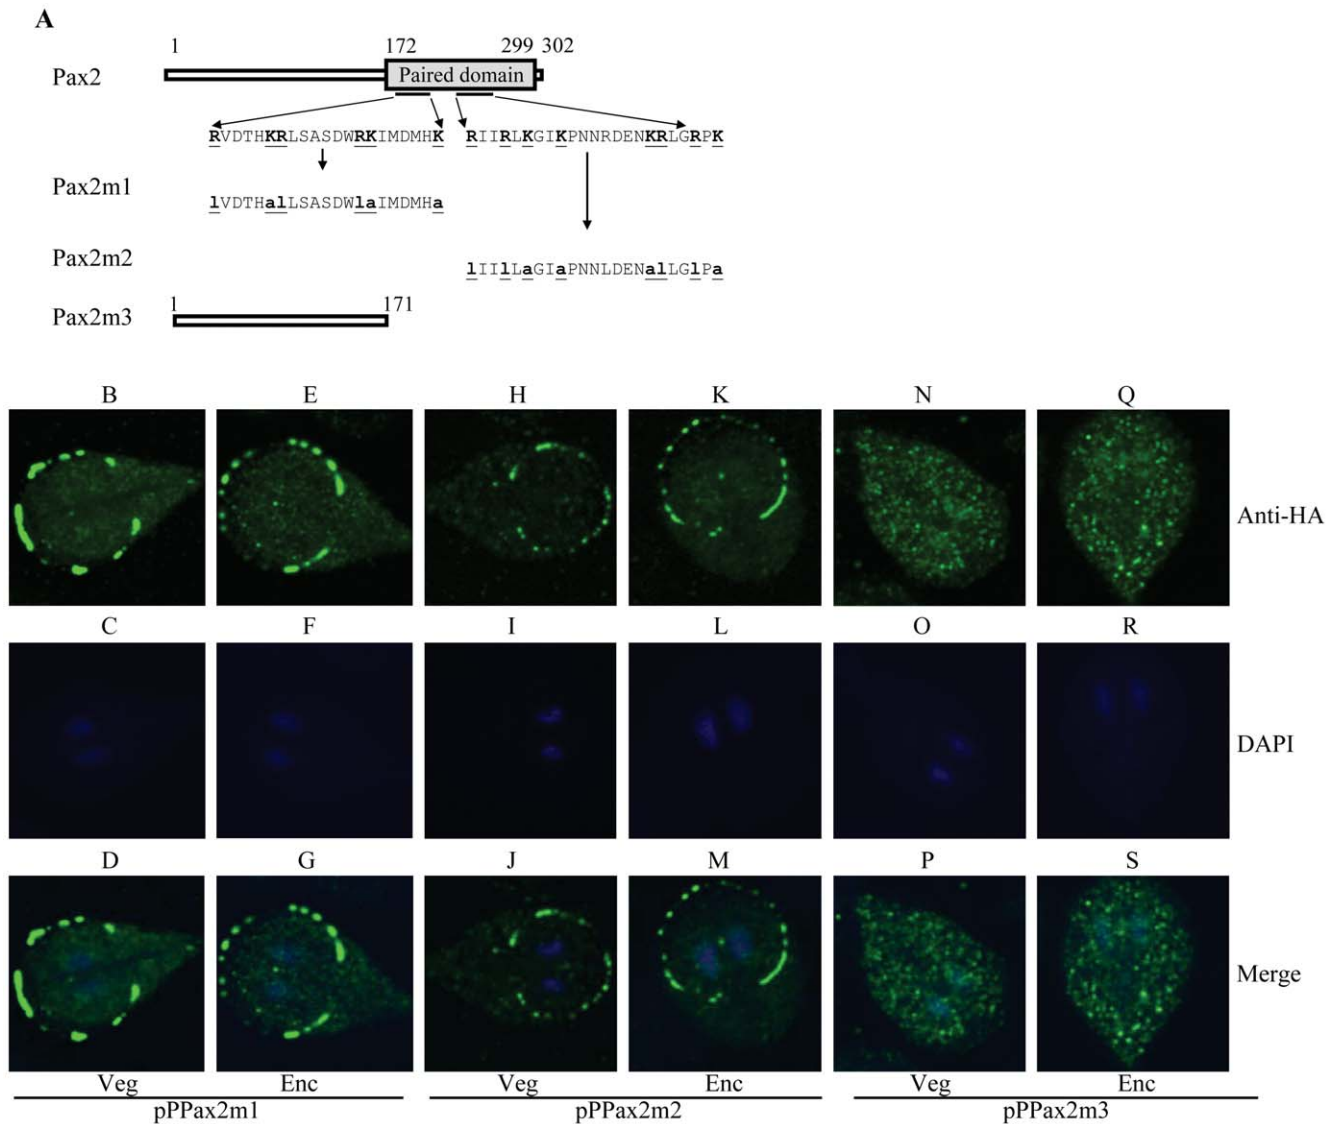 A
1 172 299 302
Pax2 Paired domain
RVDTHKRLSASDWRKIMDMHK RIIRLKGIKPNNRDENKRLGRPK
Pax2m1
lVDTHalLSASDWlaIMDMHa
Pax2m2
lIIlLaGIaPNNLDENalLGlPa
1 171
Pax2m3
B E H K N Q
Anti-HA
C F I L O R
DAPI
D G J M P S
Merge
Veg Enc Veg Enc Veg Enc
pPPax2m1 pPPax2m2 pPPax2m3